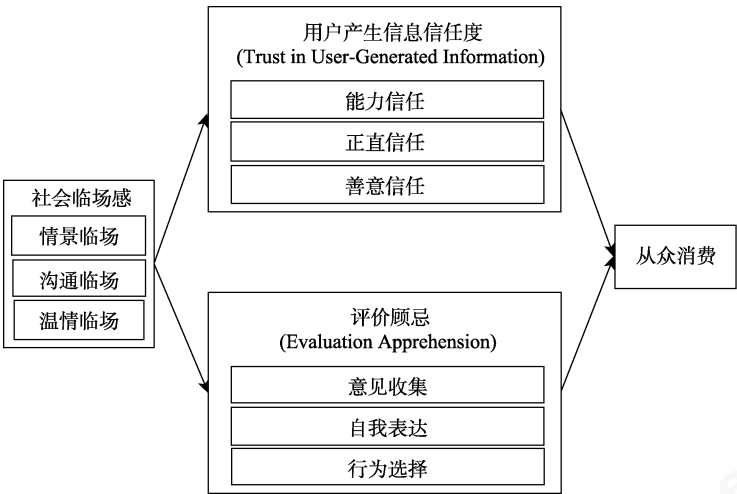 社会临场感
情景临场
沟通临场
温情临场
用户产生信息信任度
(Trust in User-Generated Information)
能力信任
正直信任
善意信任
评价顾忌
(Evaluation Apprehension)
意见收集
自我表达
行为选择
从众消费